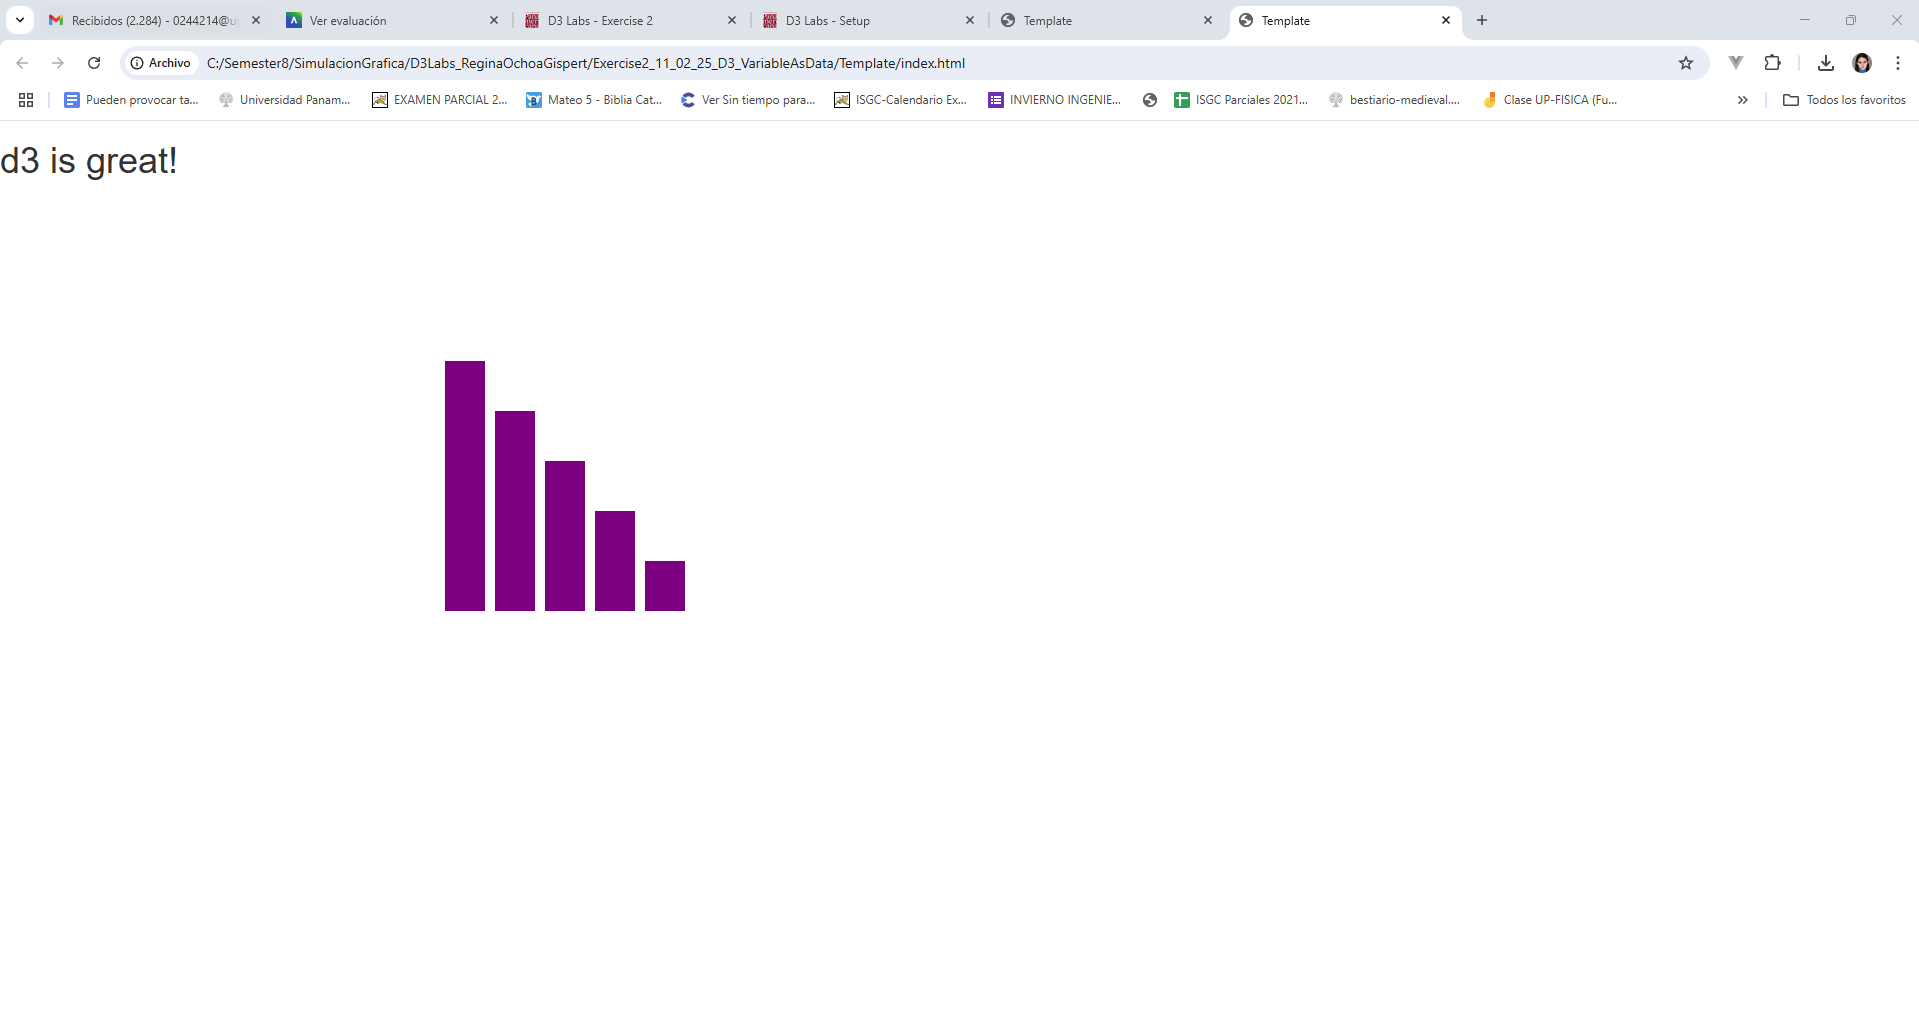 Recibidos (2.284) - 0244214@u
Ver evaluación
D3 Labs - Exercise 2
D3 Labs - Setup
Template
Template
Archivo
C:/Semester8/SimulacionGrafica/D3Labs_ReginaOchoaGispert/Exercise2_11_02_25_D3_VariableAsData/Template/index.html
Pueden provocar ta...
Universidad Panam...
EXAMEN PARCIAL 2...
Mateo 5 - Biblia Cat...
Ver Sin tiempo para...
ISGC-Calendario Ex...
INVIERNO INGENIE...
ISGC Parciales 2021...
bestiario-medieval....
Clase UP-FISICA (Fu...
Todos los favoritos
d3 is great!